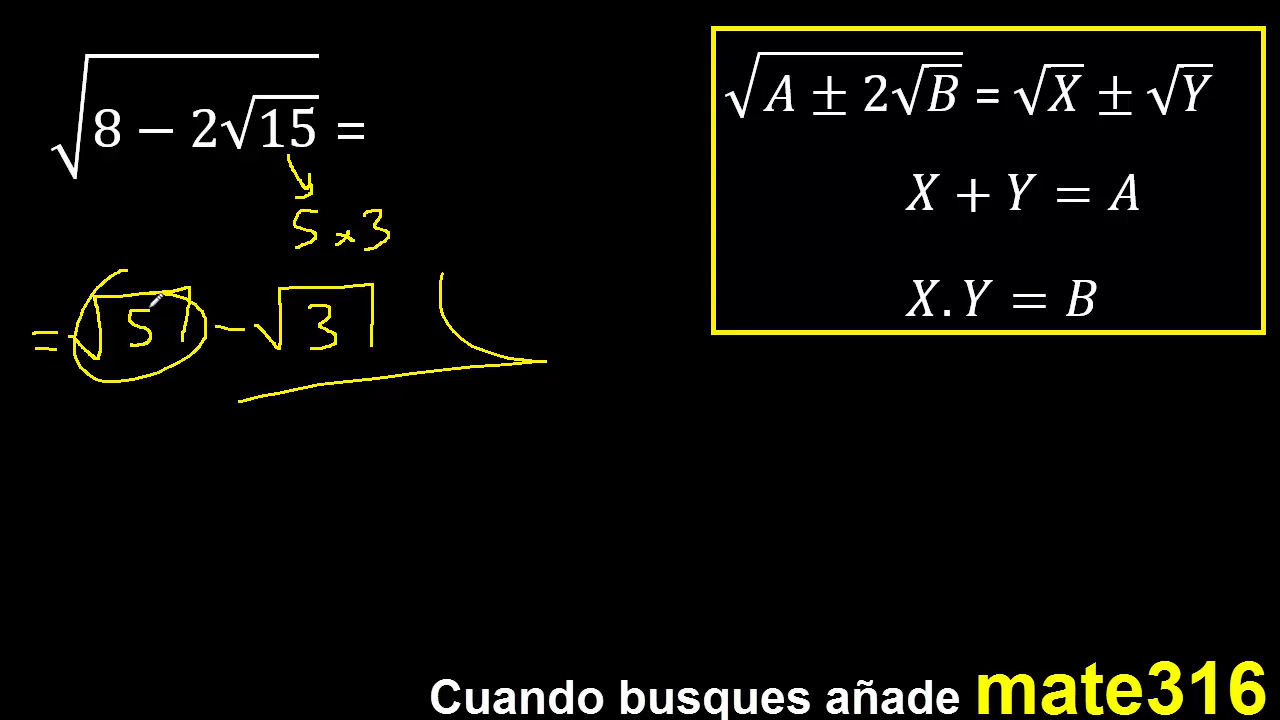 √(8 − 2√15) =
5 x 3
= √5 − √3
√(A ± 2√B) = √X ± √Y
X + Y = A
X . Y = B
Cuando busques añade mate316